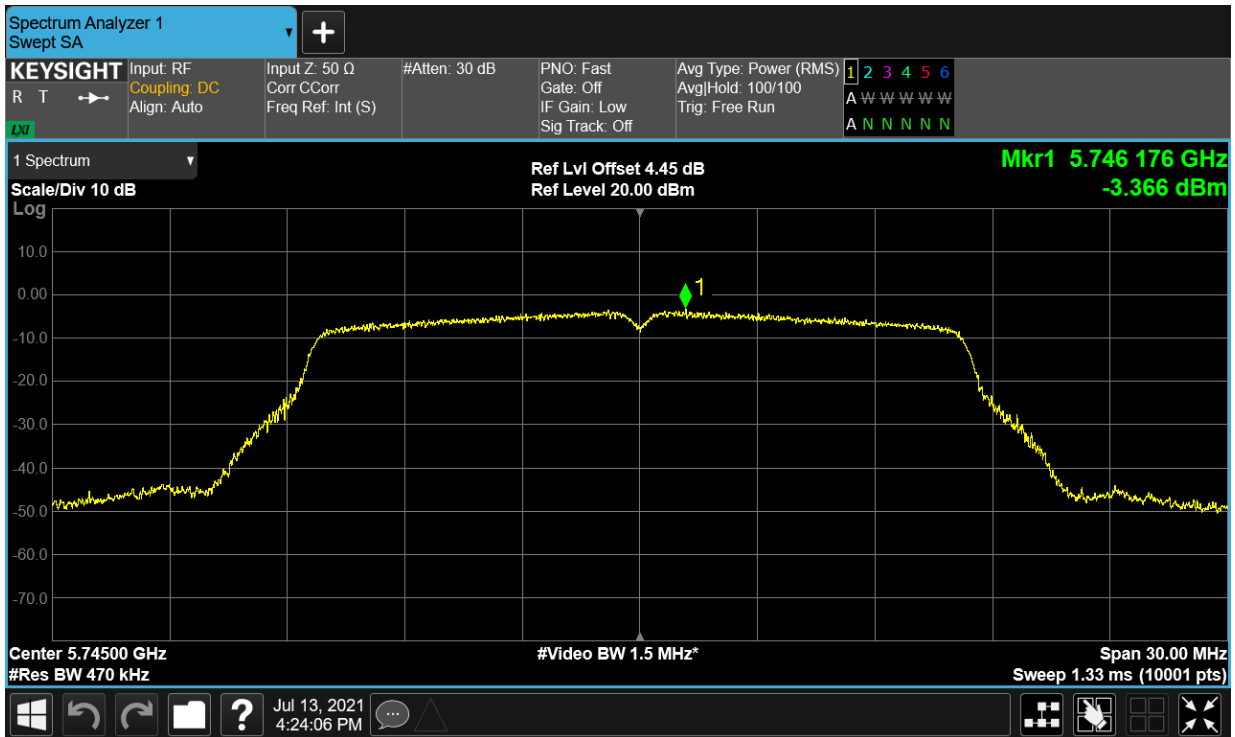 Spectrum Analyzer 1
Swept SA
▼
+
KEYSIGHT
R T
LXI
Input: RF
Coupling: DC
Align: Auto
Input Z: 50 Ω
Corr CCorr
Freq Ref: Int (S)
#Atten: 30 dB
PNO: Fast
Gate: Off
IF Gain: Low
Sig Track: Off
Avg Type: Power (RMS)
Avg|Hold: 100/100
Trig: Free Run
1 2 3 4 5 6
A W W W W W
A N N N N N
1 Spectrum ▼
Scale/Div 10 dB
Log
Ref Lvl Offset 4.45 dB
Ref Level 20.00 dBm
Mkr1 5.746 176 GHz
-3.366 dBm
10.0
0.00
-10.0
-20.0
-30.0
-40.0
-50.0
-60.0
-70.0
1
Center 5.74500 GHz
#Res BW 470 kHz
#Video BW 1.5 MHz*
Span 30.00 MHz
Sweep 1.33 ms (10001 pts)
?
Jul 13, 2021
4:24:06 PM